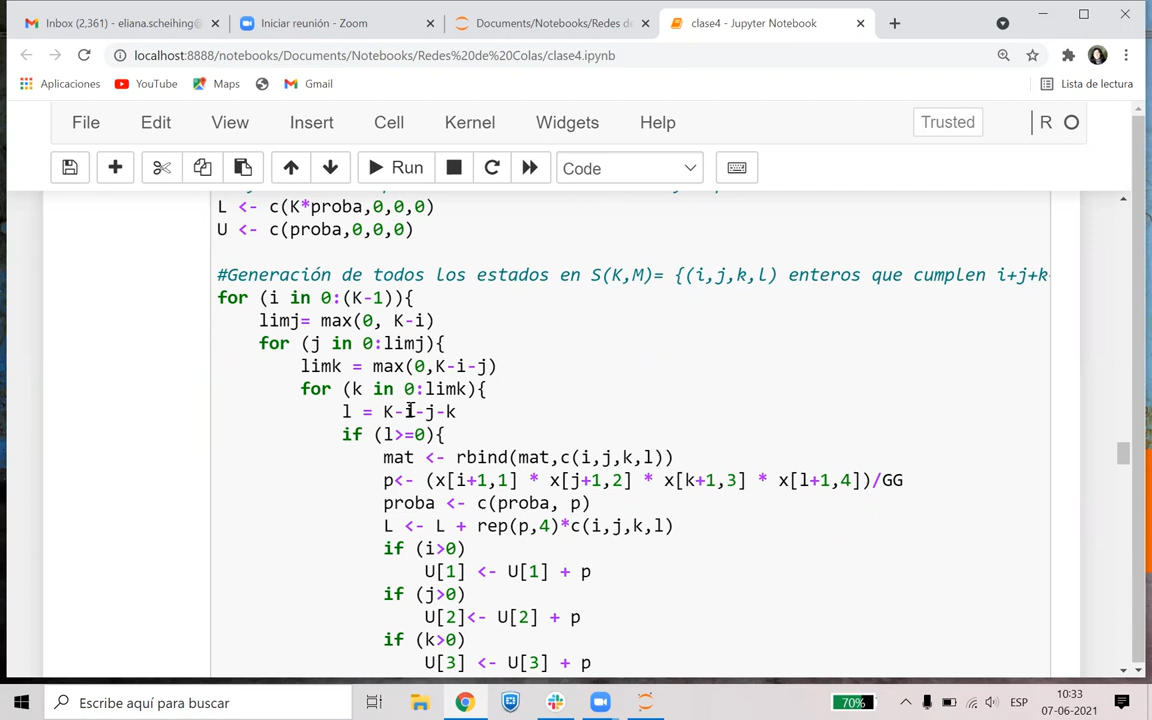 Inbox (2,361) - eliana.scheihing@
Iniciar reunión - Zoom
Documents/Notebooks/Redes de
clase4 - Jupyter Notebook
localhost:8888/notebooks/Documents/Notebooks/Redes%20de%20Colas/clase4.ipynb
Aplicaciones YouTube Maps Gmail Lista de lectura
File Edit View Insert Cell Kernel Widgets Help Trusted R
Run Code
L <- c(K*proba,0,0,0)
U <- c(proba,0,0,0)
#Generación de todos los estados en S(K,M)= {(i,j,k,l) enteros que cumplen i+j+k
for (i in 0:(K-1)){
limj= max(0, K-i)
for (j in 0:limj){
limk = max(0,K-i-j)
for (k in 0:limk){
l = K-i-j-k
if (l>=0){
mat <- rbind(mat,c(i,j,k,l))
p<- (x[i+1,1] * x[j+1,2] * x[k+1,3] * x[l+1,4])/GG
proba <- c(proba, p)
L <- L + rep(p,4)*c(i,j,k,l)
if (i>0)
U[1] <- U[1] + p
if (j>0)
U[2]<- U[2] + p
if (k>0)
U[3] <- U[3] + p
Escribe aquí para buscar
70%
ESP
10:33
07-06-2021